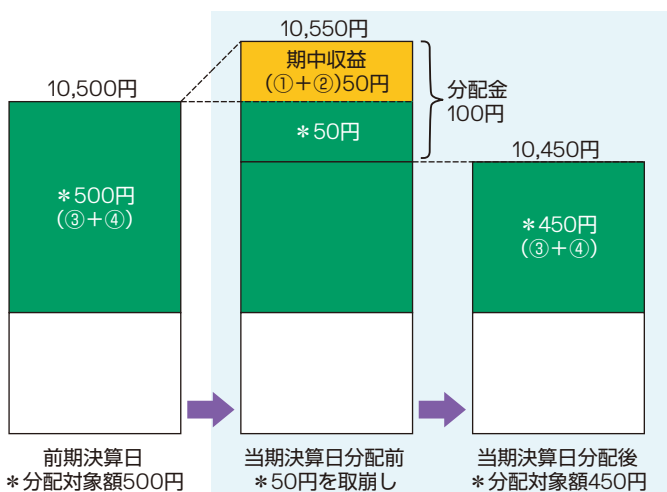 10,500円
＊500円
(③＋④)
前期決算日
＊分配対象額500円
10,550円
期中収益
(①＋②)50円
＊50円
分配金
100円
当期決算日分配前
＊50円を取崩し
10,450円
＊450円
(③＋④)
当期決算日分配後
＊分配対象額450円